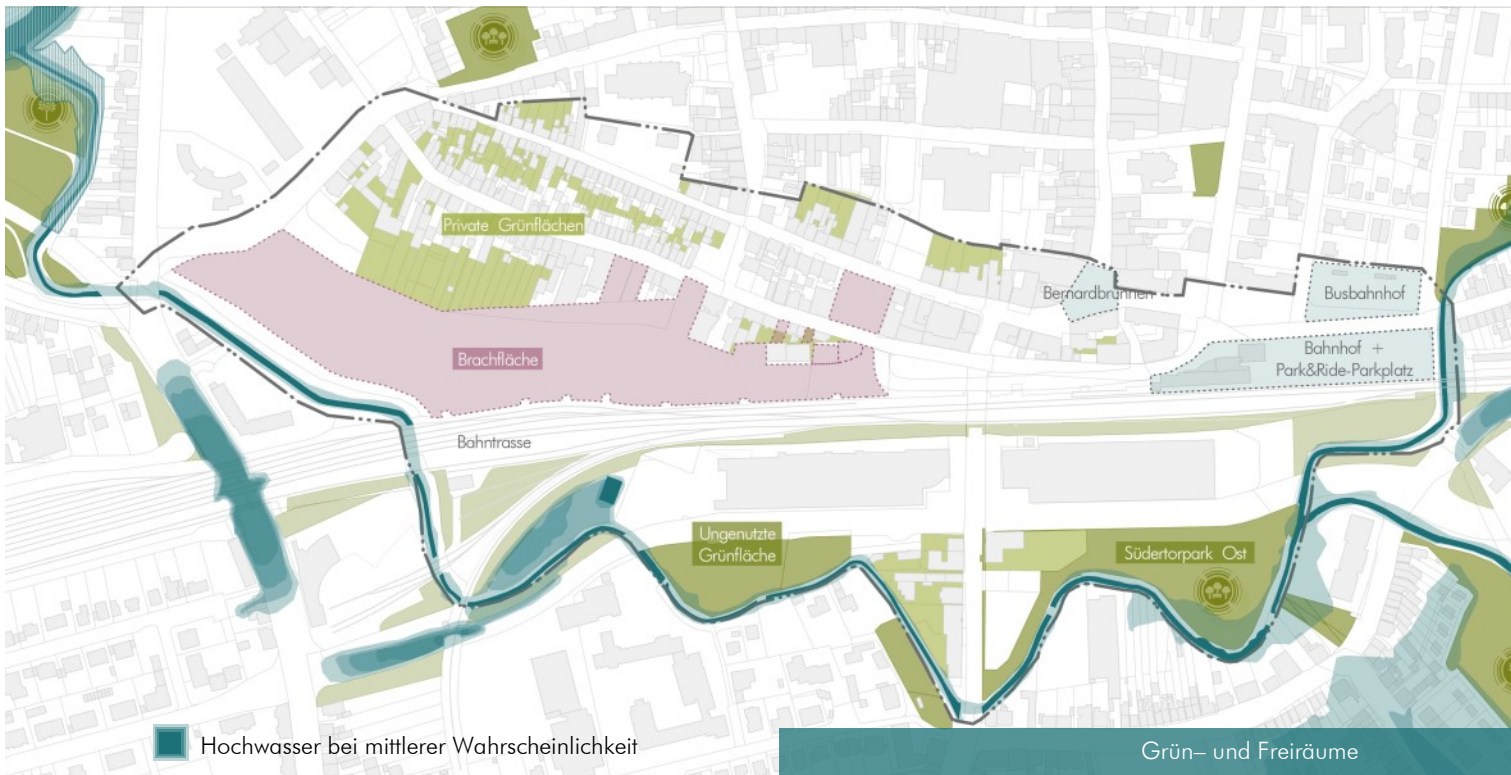 Private Grünflächen
Bernardbrunnen
Busbahnhof
Brachfläche
Bahnhof +
Park&Ride-Parkplatz
Bahntrasse
Ungenutzte
Grünfläche
Südertorpark Ost
Hochwasser bei mittlerer Wahrscheinlichkeit
Grün– und Freiräume